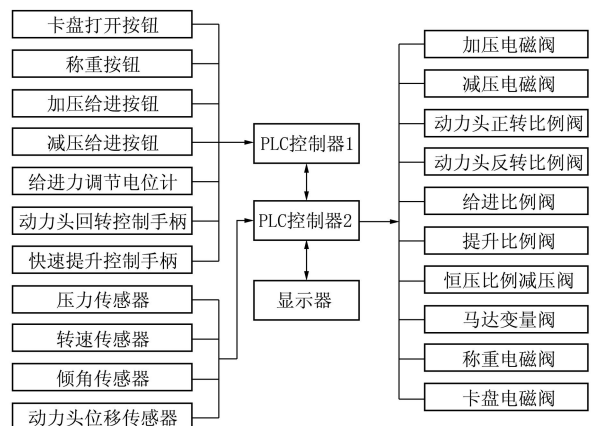 卡盘打开按钮
称重按钮
加压给进按钮
减压给进按钮
给进力调节电位计
动力头回转控制手柄
快速提升控制手柄
压力传感器
转速传感器
倾角传感器
动力头位移传感器
PLC控制器1
PLC控制器2
显示器
加压电磁阀
减压电磁阀
动力头正转比例阀
动力头反转比例阀
给进比例阀
提升比例阀
恒压比例减压阀
马达变量阀
称重电磁阀
卡盘电磁阀